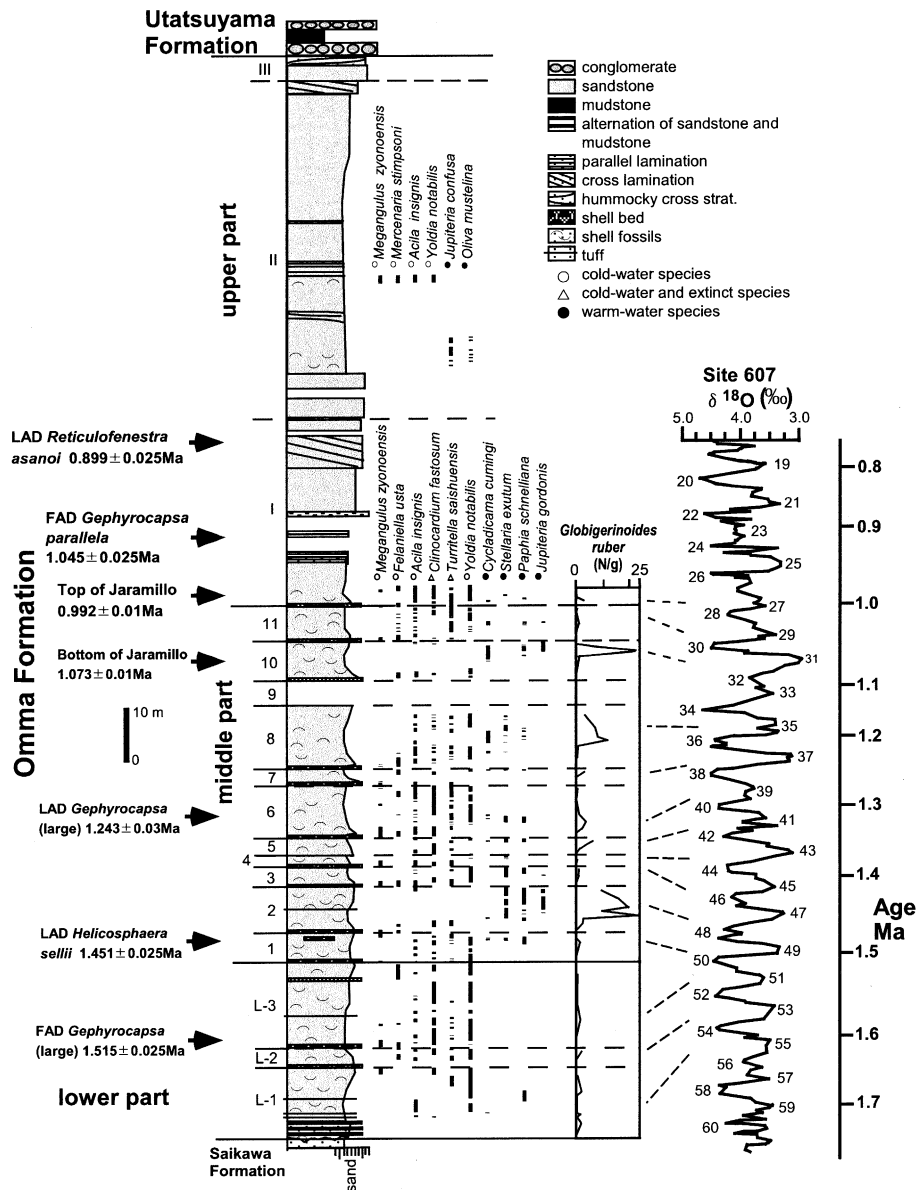 Utatsuyama
Formation
III
conglomerate
sandstone
mudstone
alternation of sandstone and
mudstone
parallel lamination
cross lamination
hummocky cross strat.
shell bed
shell fossils
tuff
cold-water species
cold-water and extinct species
warm-water species
Megangulus zyonoensis
Mercenaria stimpsoni
Acila insignis
Yoldia notabilis
Jupiteria confusa
Oliva mustelina
upper part
II
I
Omma Formation
LAD Reticulofenestra
asanoi 0.899±0.025Ma
FAD Gephyrocapsa
parallela
1.045±0.025Ma
Top of Jaramillo
0.992±0.01Ma
Bottom of Jaramillo
1.073±0.01Ma
10 m
0
LAD Gephyrocapsa
(large) 1.243±0.03Ma
LAD Helicosphaera
sellii 1.451±0.025Ma
FAD Gephyrocapsa
(large) 1.515±0.025Ma
middle part
11
10
9
8
7
6
5
4
3
2
1
L-3
L-2
L-1
lower part
Saikawa
Formation
sand
Megangulus zyonoensis
Felaniella usta
Acila insignis
Clinocardium fastosum
Turritella saishuensis
Yoldia notabilis
Cycladicama cumingi
Stellaria exutum
Paphia schnelliana
Jupiteria gordonis
Globigerinoides
ruber
(N/g)
0 25
Site 607
δ 18O (‰)
5.0 4.0 3.0
19
20
21
22
23
24
25
26
27
28
29
30
31
32
33
34
35
36
37
38
39
40
41
42
43
44
45
46
47
48
49
50
51
52
53
54
55
56
57
58
59
60
0.8
0.9
1.0
1.1
1.2
1.3
1.4
1.5
1.6
1.7
Age
Ma